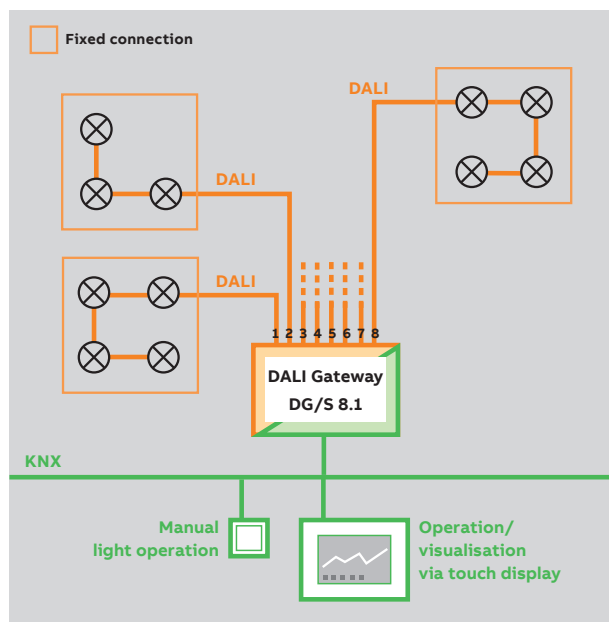 Fixed connection
DALI
DALI
DALI
1 2 3 4 5 6 7 8
DALI Gateway
DG/S 8.1
KNX
Manual
light operation
Operation/
visualisation
via touch display